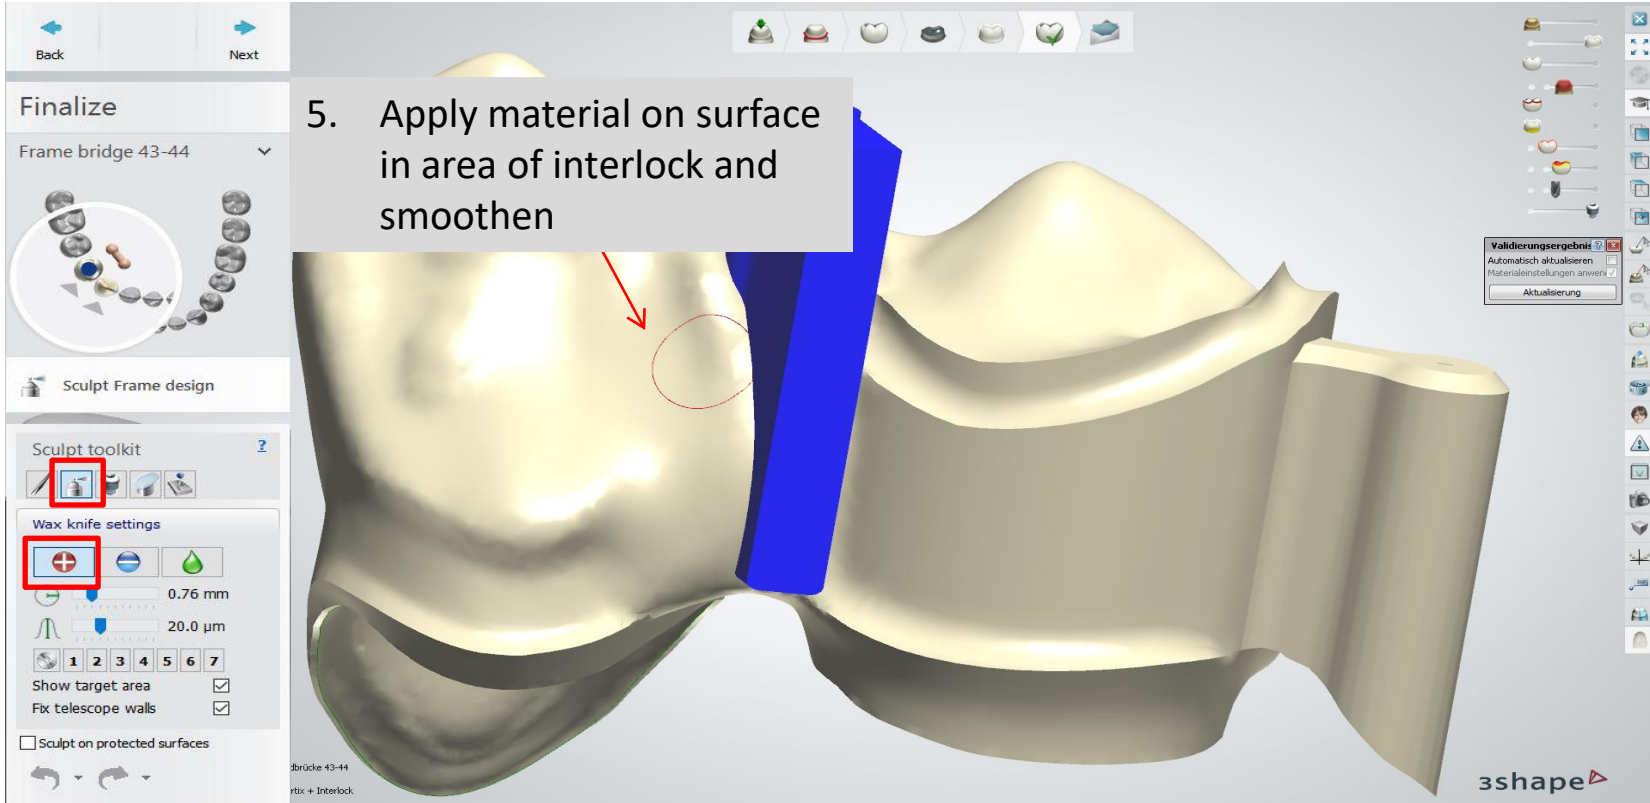 Back
Next
Finalize
Frame bridge 43-44
5. Apply material on surface
in area of interlock and
smoothen
Sculpt Frame design
Sculpt toolkit
?
Wax knife settings
0.76 mm
20.0 µm
1 2 3 4 5 6 7
Show target area
Fix telescope walls
Sculpt on protected surfaces
Validierungsergebnis
?
Automatisch aktualisieren
Materialeinstellungen anwen
Aktualisierung
dbrücke 43-44
rtix + Interlock
3shape